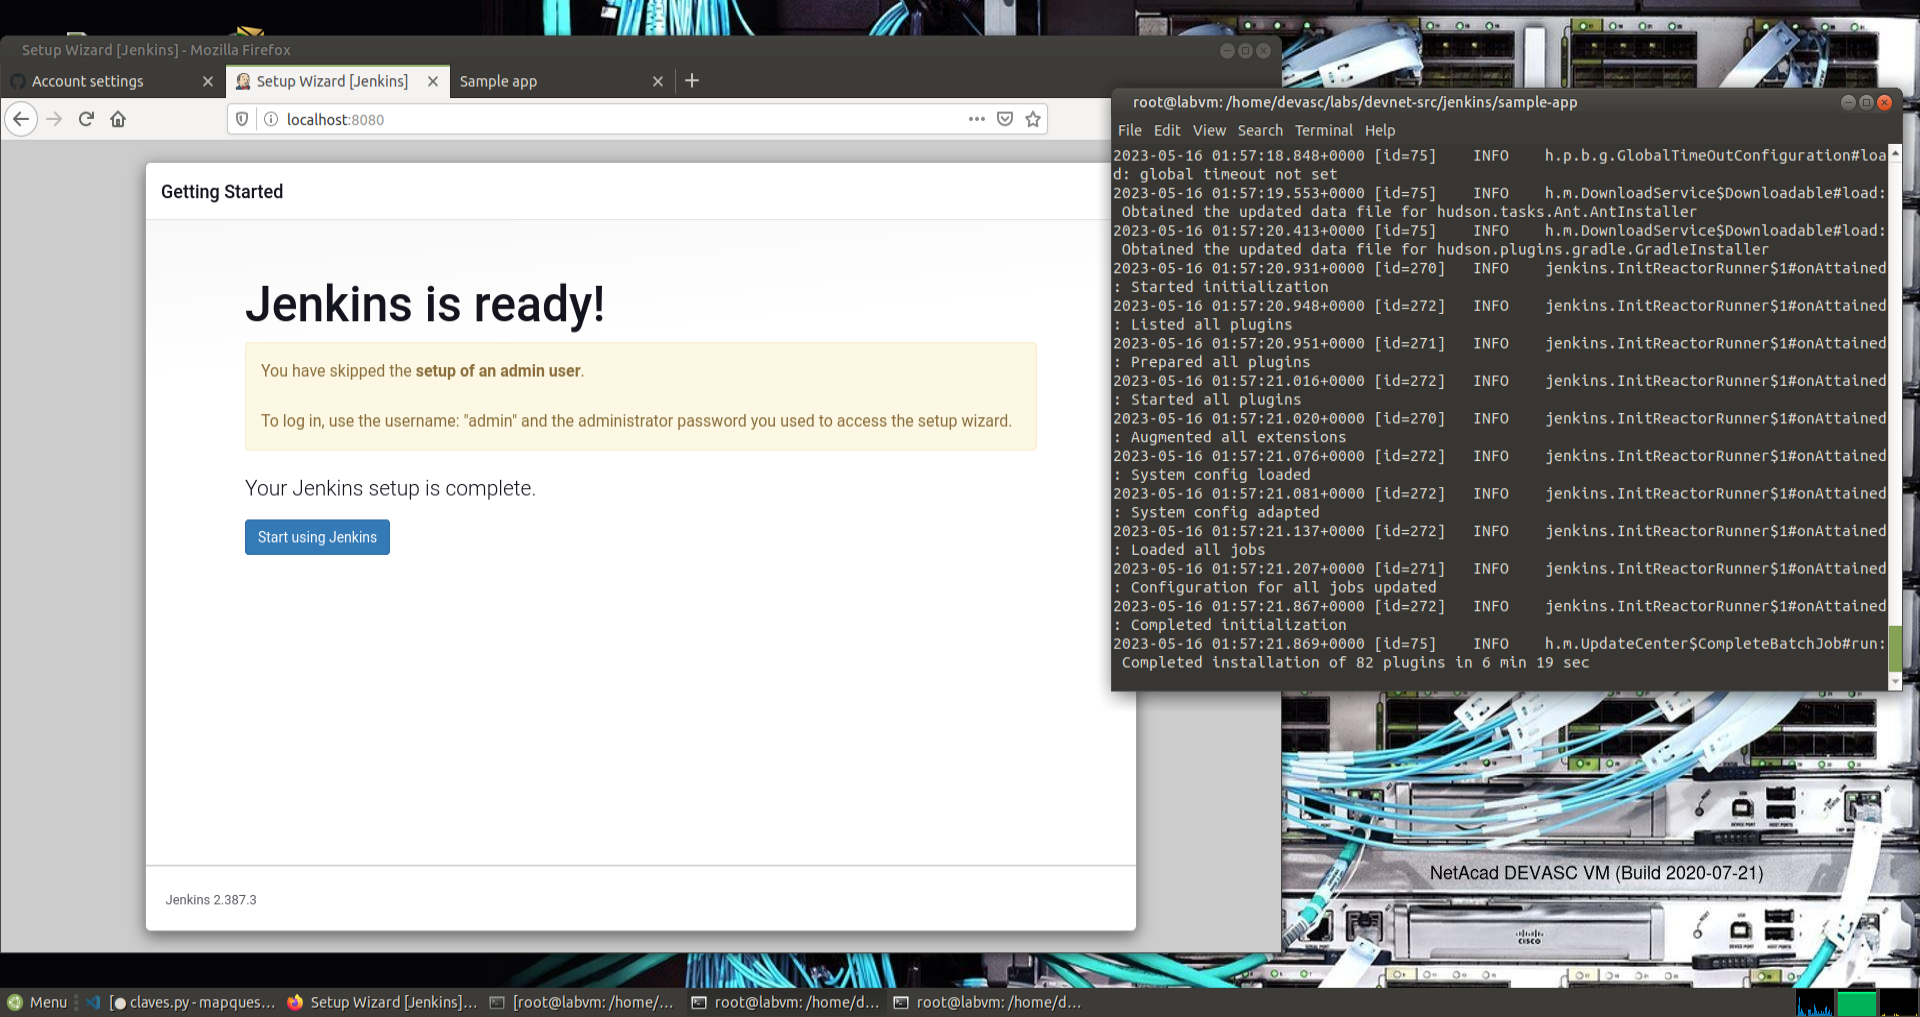 Setup Wizard [Jenkins] - Mozilla Firefox
Account settings
Setup Wizard [Jenkins]
Sample app
localhost:8080
Getting Started
Jenkins is ready!
You have skipped the setup of an admin user.
To log in, use the username: "admin" and the administrator password you used to access the setup wizard.
Your Jenkins setup is complete.
Start using Jenkins
Jenkins 2.387.3
root@labvm: /home/devasc/labs/devnet-src/jenkins/sample-app
File Edit View Search Terminal Help
2023-05-16 01:57:18.848+0000 [id=75] INFO h.p.b.g.GlobalTimeOutConfiguration#loa
d: global timeout not set
2023-05-16 01:57:19.553+0000 [id=75] INFO h.m.DownloadService$Downloadable#load:
Obtained the updated data file for hudson.tasks.Ant.AntInstaller
2023-05-16 01:57:20.413+0000 [id=75] INFO h.m.DownloadService$Downloadable#load:
Obtained the updated data file for hudson.plugins.gradle.GradleInstaller
2023-05-16 01:57:20.931+0000 [id=270] INFO jenkins.InitReactorRunner$1#onAttained
: Started initialization
2023-05-16 01:57:20.948+0000 [id=272] INFO jenkins.InitReactorRunner$1#onAttained
: Listed all plugins
2023-05-16 01:57:20.951+0000 [id=271] INFO jenkins.InitReactorRunner$1#onAttained
: Prepared all plugins
2023-05-16 01:57:21.016+0000 [id=272] INFO jenkins.InitReactorRunner$1#onAttained
: Started all plugins
2023-05-16 01:57:21.020+0000 [id=270] INFO jenkins.InitReactorRunner$1#onAttained
: Augmented all extensions
2023-05-16 01:57:21.076+0000 [id=272] INFO jenkins.InitReactorRunner$1#onAttained
: System config loaded
2023-05-16 01:57:21.081+0000 [id=272] INFO jenkins.InitReactorRunner$1#onAttained
: System config adapted
2023-05-16 01:57:21.137+0000 [id=272] INFO jenkins.InitReactorRunner$1#onAttained
: Loaded all jobs
2023-05-16 01:57:21.207+0000 [id=271] INFO jenkins.InitReactorRunner$1#onAttained
: Configuration for all jobs updated
2023-05-16 01:57:21.867+0000 [id=272] INFO jenkins.InitReactorRunner$1#onAttained
: Completed initialization
2023-05-16 01:57:21.869+0000 [id=75] INFO h.m.UpdateCenter$CompleteBatchJob#run:
Completed installation of 82 plugins in 6 min 19 sec
NetAcad DEVASC VM (Build 2020-07-21)
CISCO
Menu
[● claves.py - mapques...
Setup Wizard [Jenkins]...
[root@labvm: /home/...
root@labvm: /home/d...
root@labvm: /home/d...